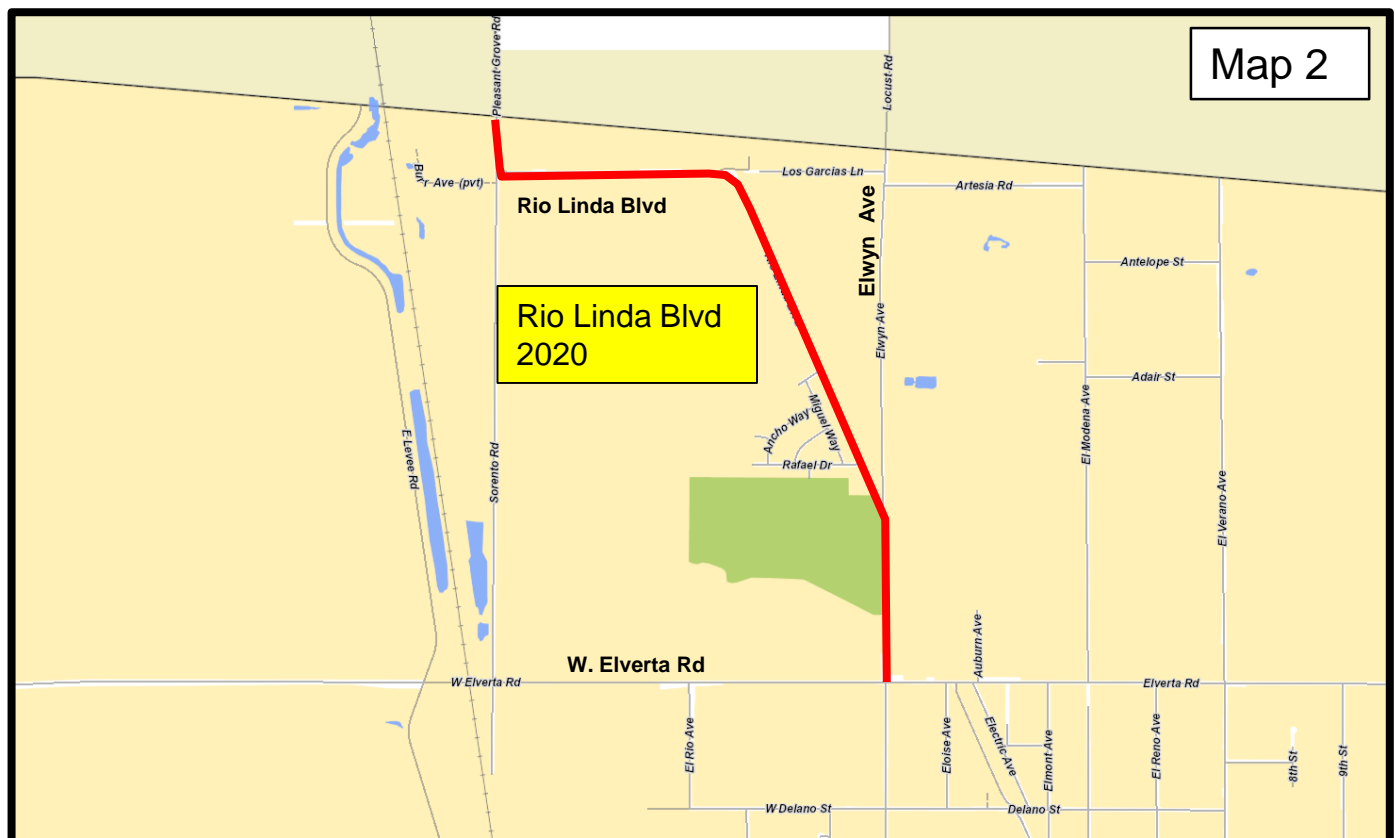 Map 2
Pleasant Grove Rd
Locust Rd
Los Garcias Ln
Artesia Rd
r Ave (pvt)
Rio Linda Blvd
Elwyn Ave
Antelope St
Rio Linda Blvd
2020
Elwyn Ave
Adair St
Miguel Way
Ancho Way
Rafael Dr
El Modena Ave
E Levee Rd
Sorento Rd
El Verano Ave
Auburn Ave
W. Elverta Rd
W Elverta Rd
Elverta Rd
El Rio Ave
Eloise Ave
Electric Ave
Elmont Ave
El Reno Ave
8th St
9th St
W Delano St
Delano St